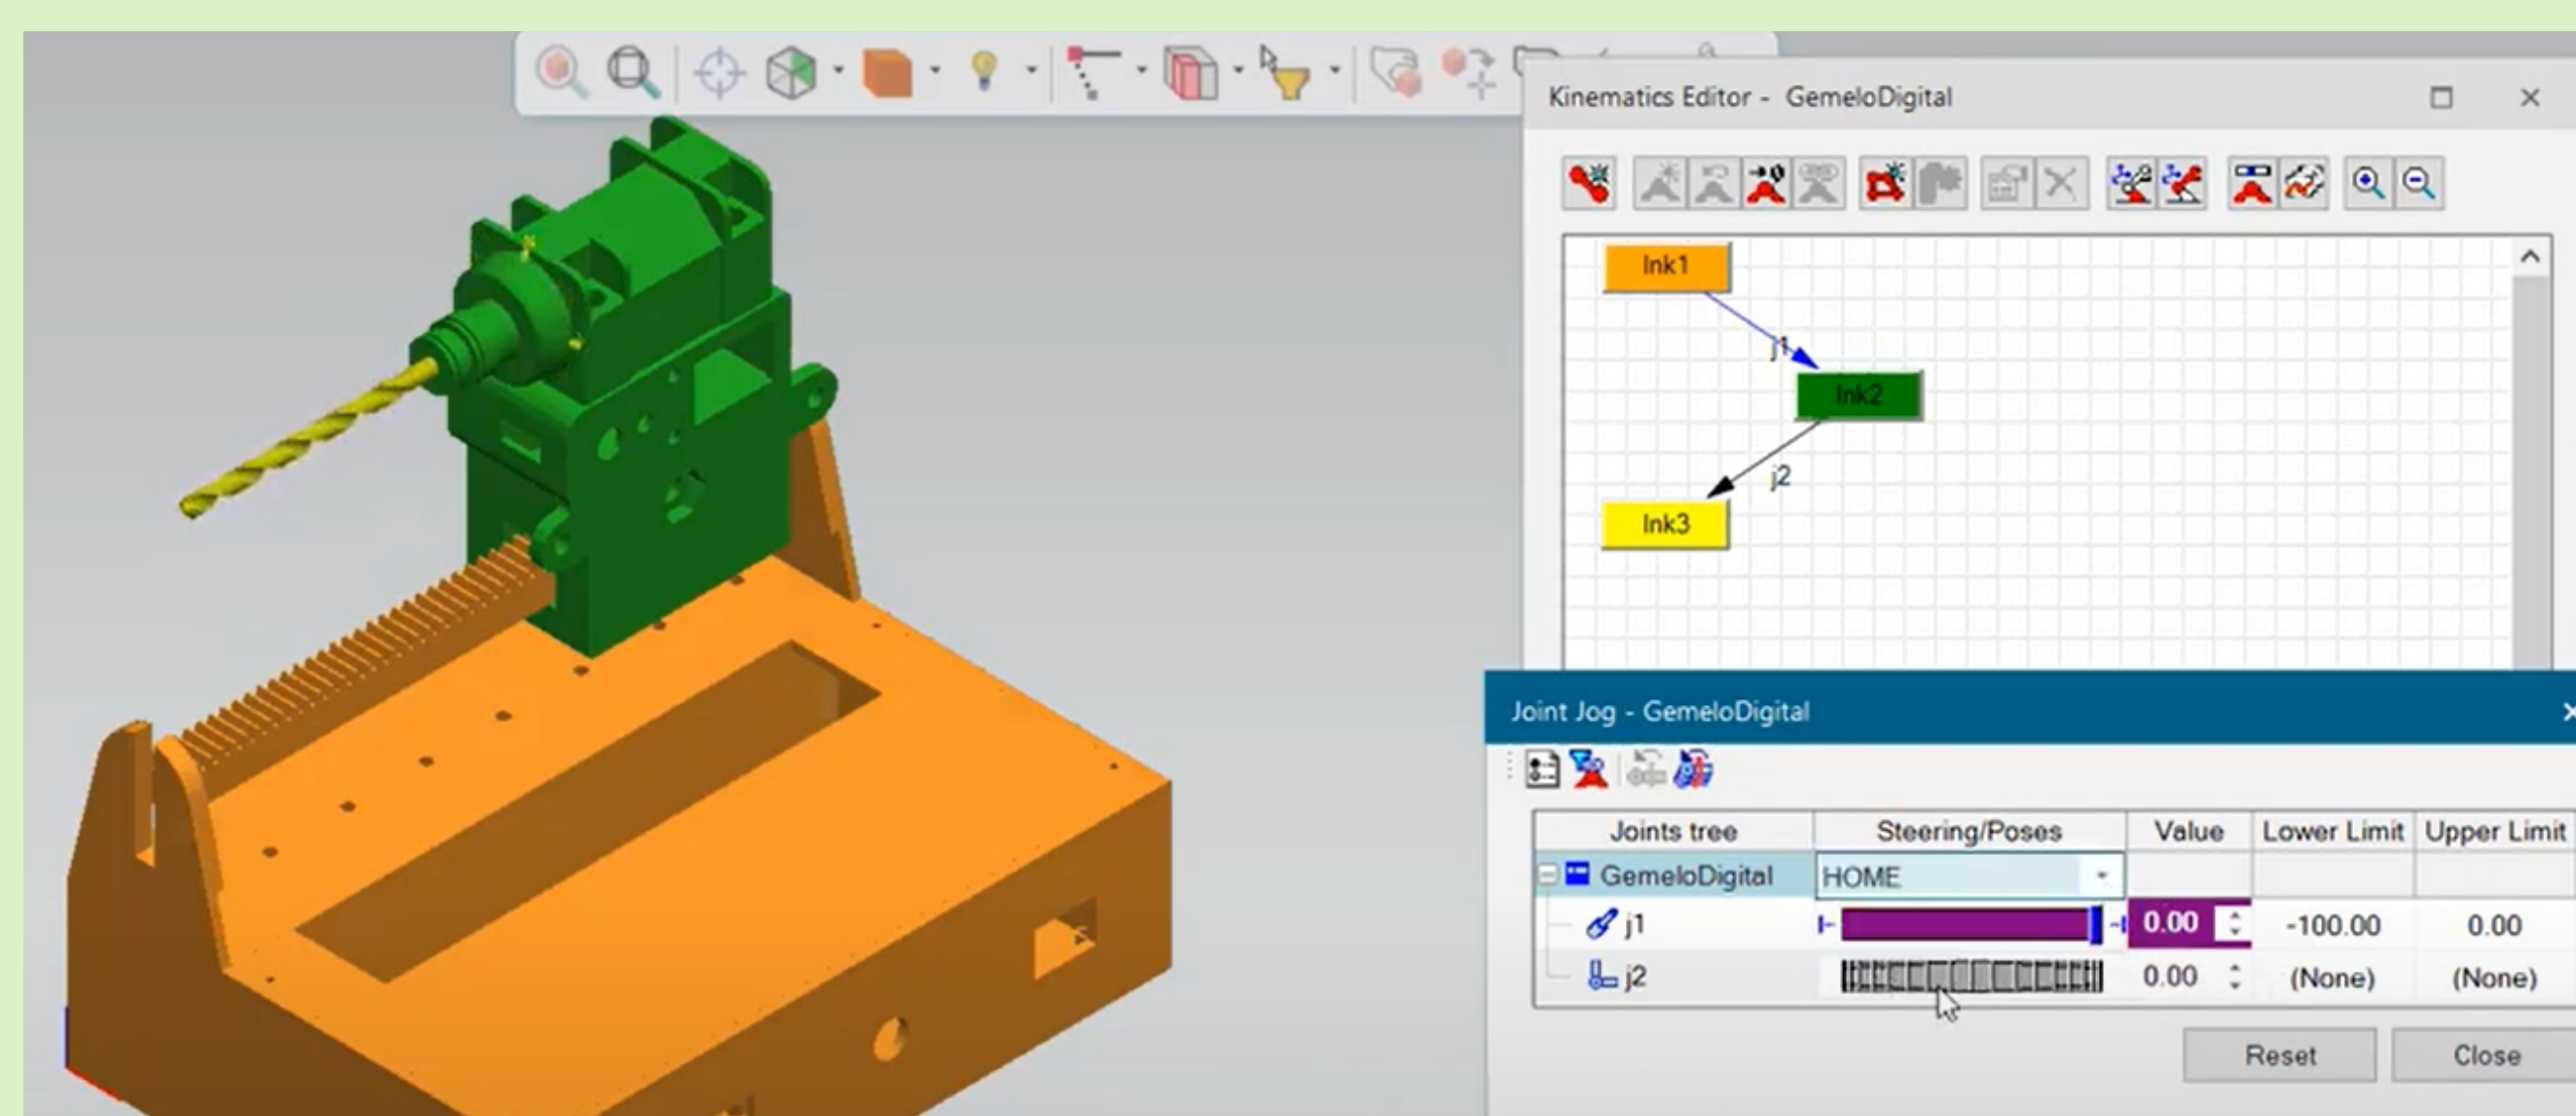 Kinematics Editor - GemeloDigital
lnk1
j1
lnk2
j2
lnk3
Joint Jog - GemeloDigital
Joints tree Steering/Poses Value Lower Limit Upper Limit
GemeloDigital HOME
j1 0.00 -100.00 0.00
j2 0.00 (None) (None)
Reset Close